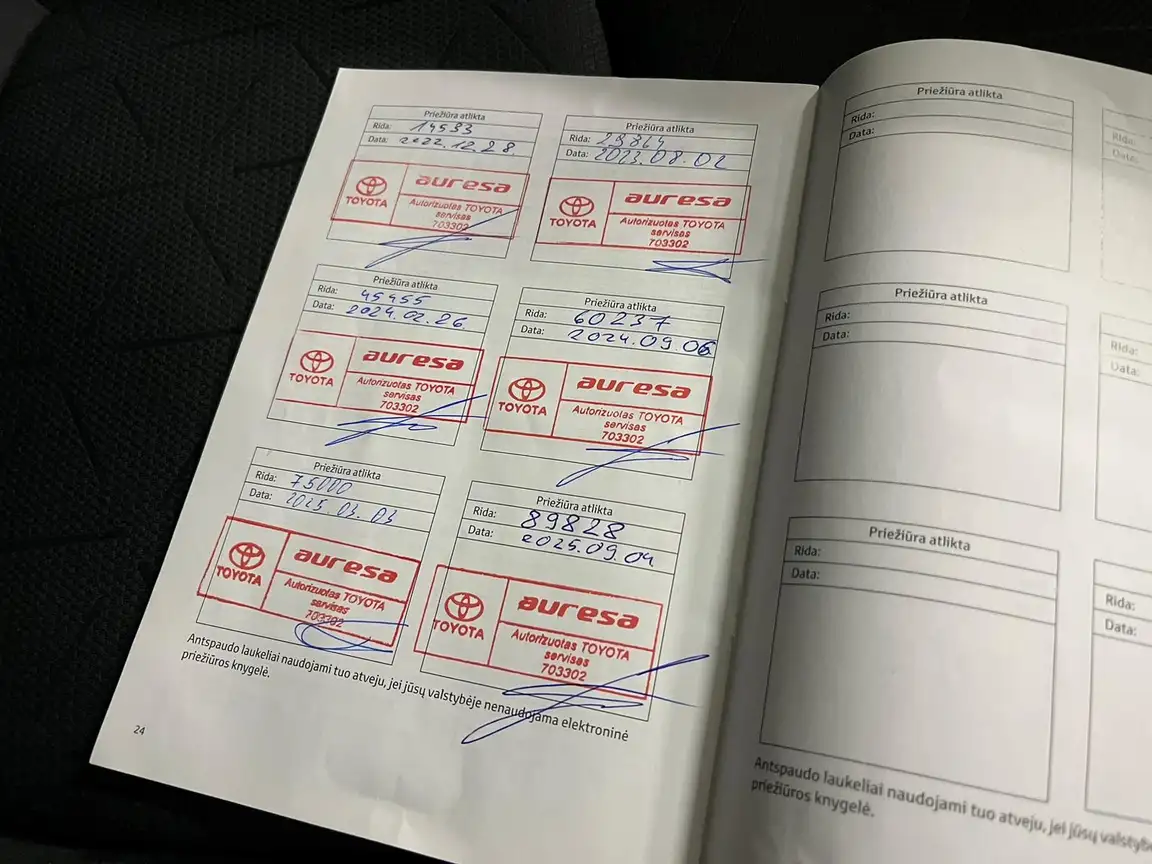 Priežiūra atlikta
Rida: 14593
Data: 2022.12.28.
TOYOTA
auresa
Autorizuotas TOYOTA
servisas
703302
Priežiūra atlikta
Rida: 29864
Data: 2023.08.02
TOYOTA
auresa
Autorizuotas TOYOTA
servisas
703302
Priežiūra atlikta
Rida: 45455
Data: 2024.02.26.
TOYOTA
auresa
Autorizuotas TOYOTA
servisas
703302
Priežiūra atlikta
Rida: 60237
Data: 2024.09.06
TOYOTA
auresa
Autorizuotas TOYOTA
servisas
703302
Priežiūra atlikta
Rida: 75000
Data: 2025.03.03
TOYOTA
auresa
Autorizuotas TOYOTA
servisas
703302
Priežiūra atlikta
Rida: 89828
Data: 2025.09.04
TOYOTA
auresa
Autorizuotas TOYOTA
servisas
703302
Antspaudo laukeliai naudojami tuo atveju, jei jūsų valstybėje nenaudojama elektroninė
priežiūros knygelė.
24
Priežiūra atlikta
Rida:
Data:
Rida:
Data:
Priežiūra atlikta
Rida:
Data:
Rida:
Data:
Priežiūra atlikta
Rida:
Data:
Rida:
Data:
Antspaudo laukeliai naudojami tuo atveju, jei jūsų
priežiūros knygelė.